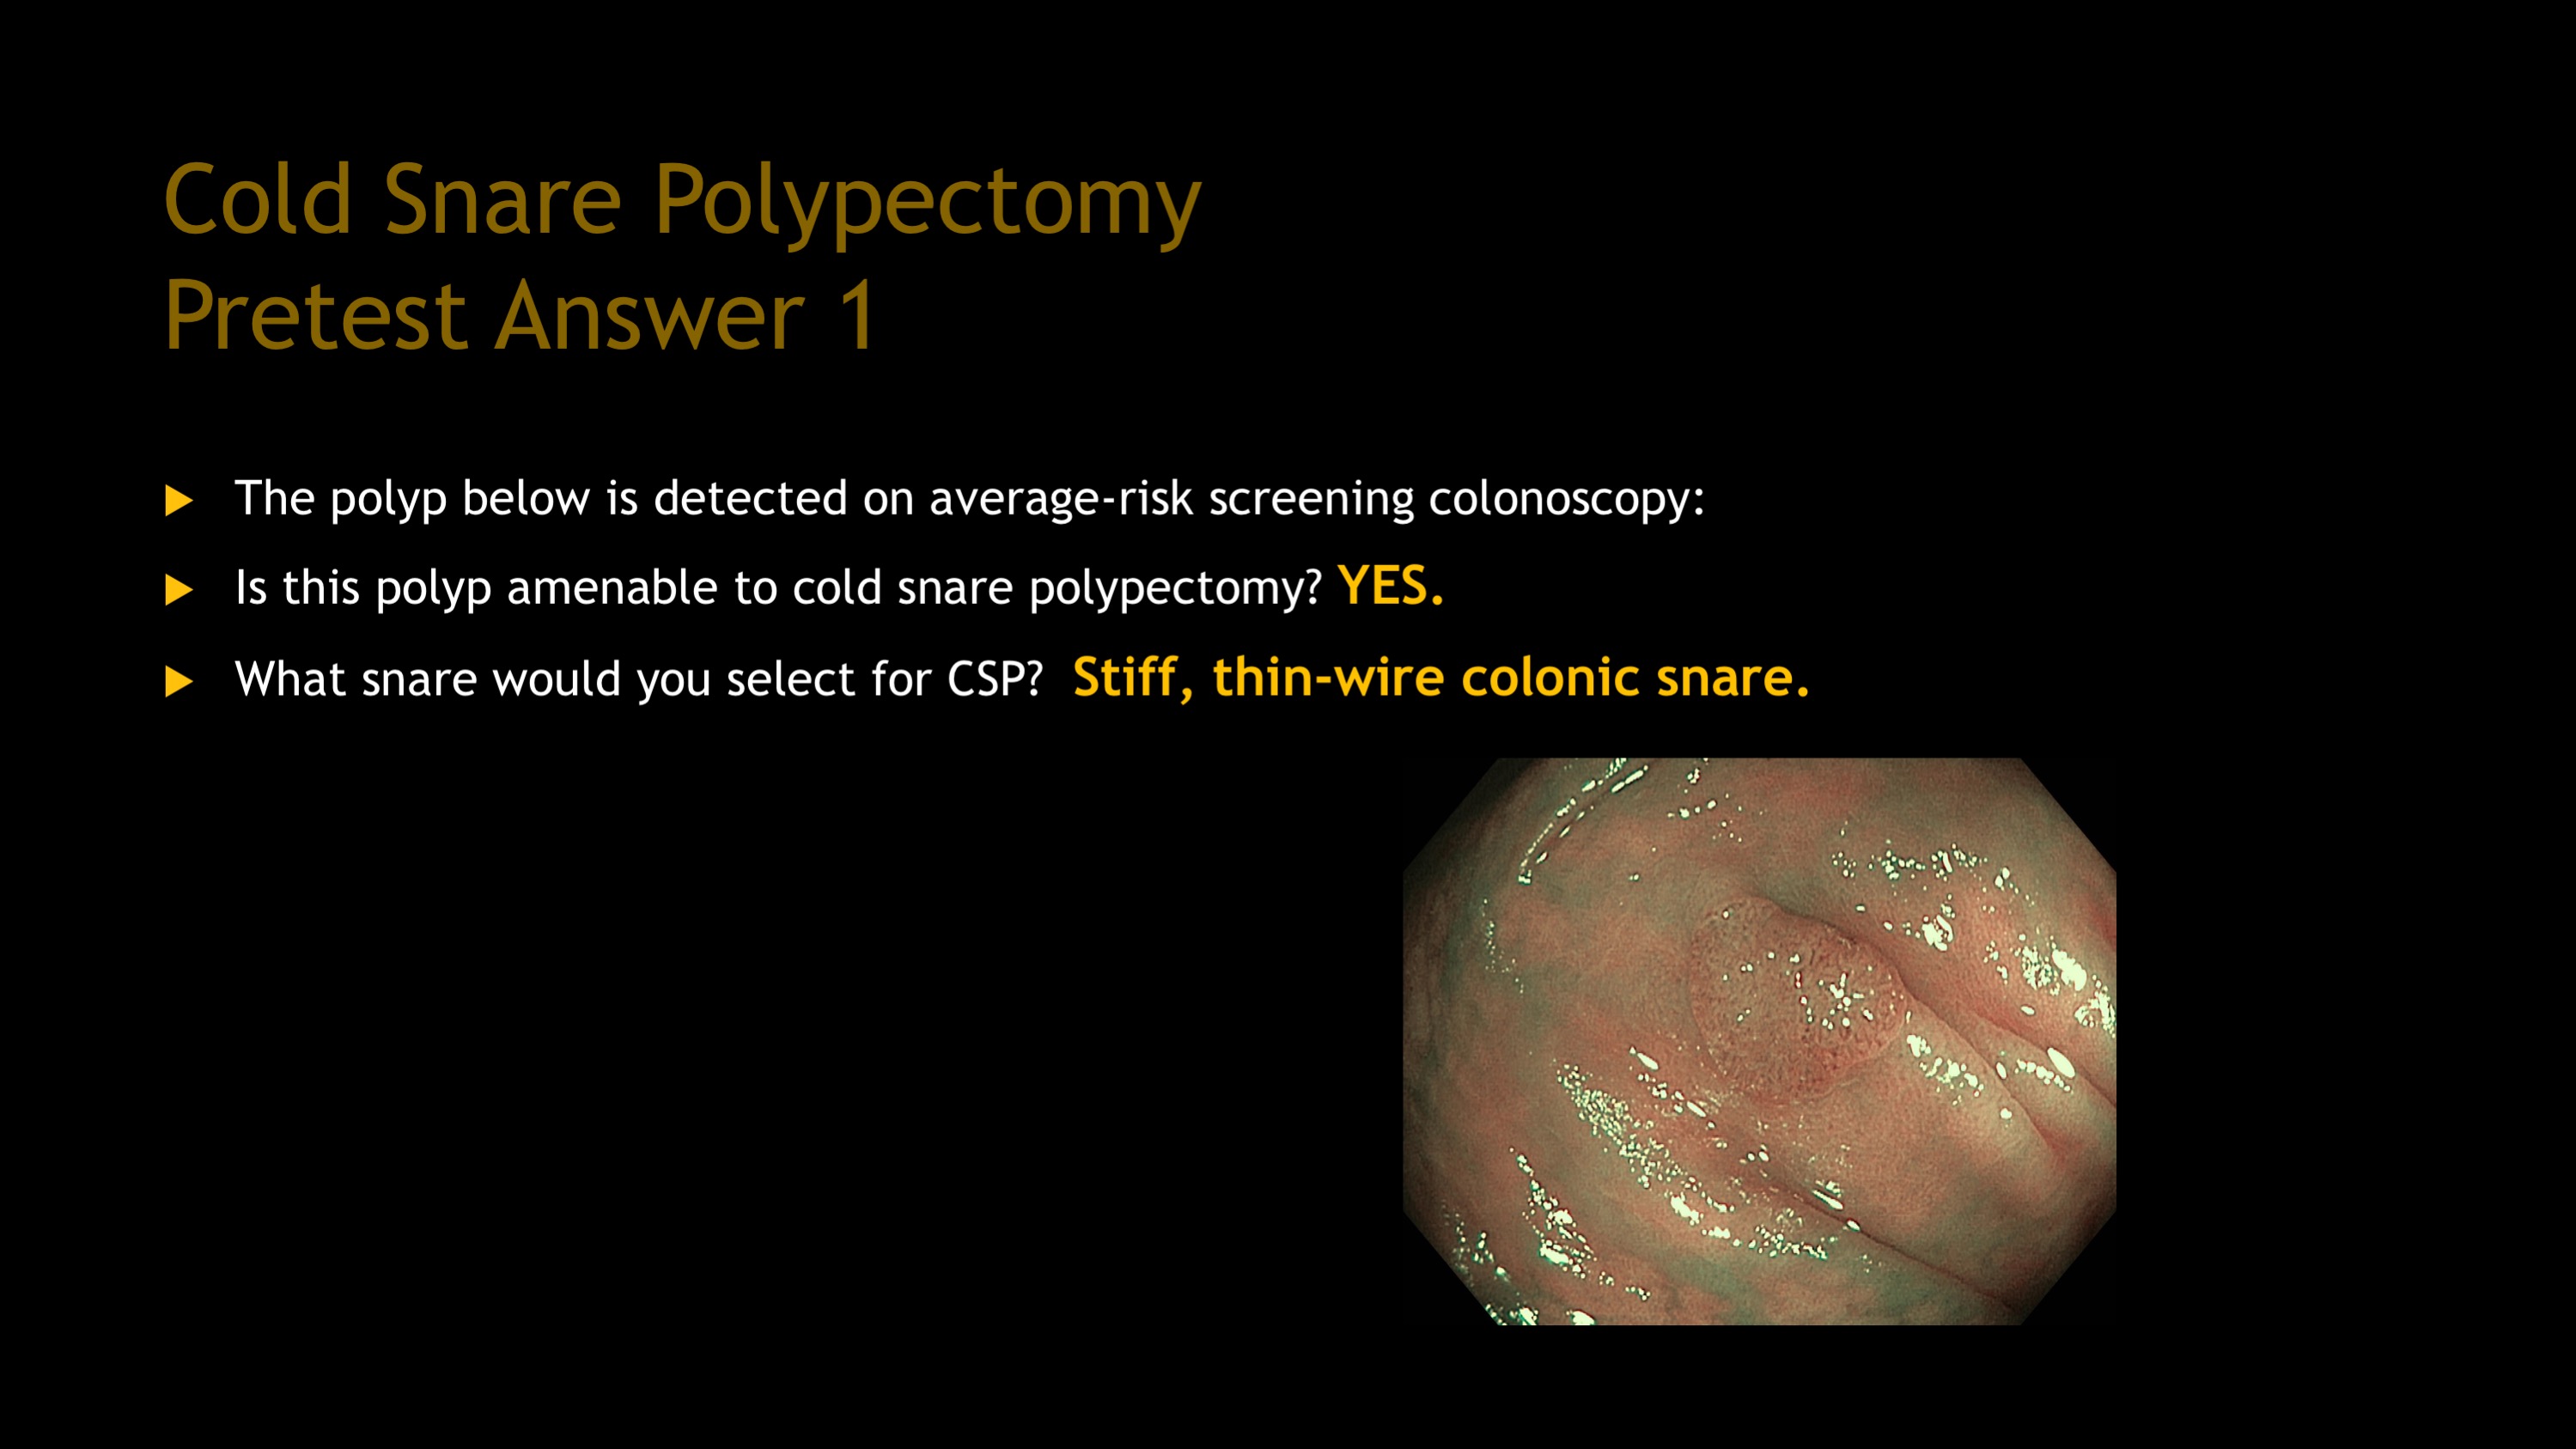 Cold Snare Polypectomy
Pretest Answer 1
The polyp below is detected on average-risk screening colonoscopy:
Is this polyp amenable to cold snare polypectomy? YES.
What snare would you select for CSP? Stiff, thin-wire colonic snare.